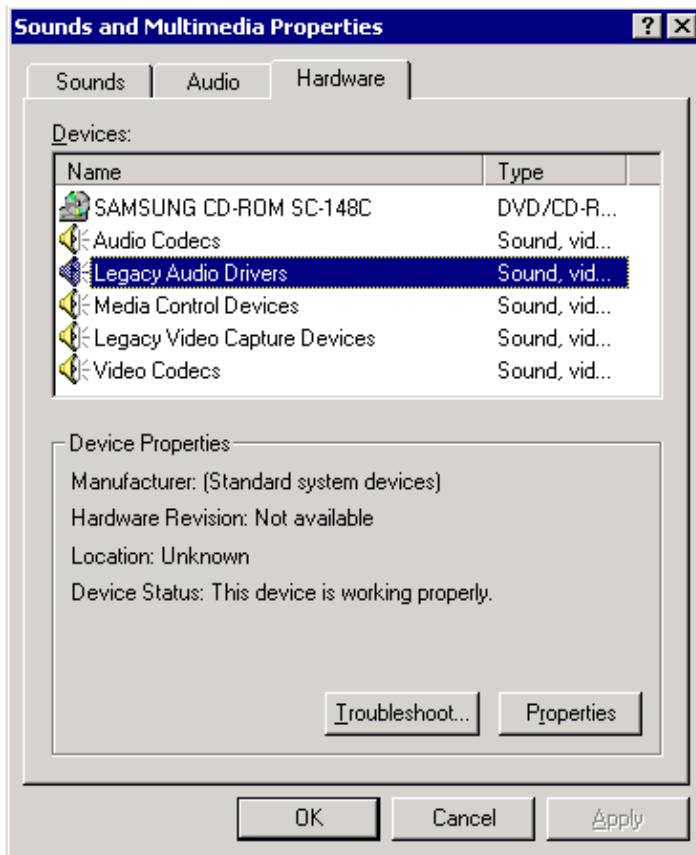 Sounds and Multimedia Properties
Sounds Audio Hardware
Devices:
Name Type
SAMSUNG CD-ROM SC-148C DVD/CD-R...
Audio Codecs Sound, vid...
Legacy Audio Drivers Sound, vid...
Media Control Devices Sound, vid...
Legacy Video Capture Devices Sound, vid...
Video Codecs Sound, vid...
Device Properties
Manufacturer: (Standard system devices)
Hardware Revision: Not available
Location: Unknown
Device Status: This device is working properly.
Troubleshoot... Properties
OK Cancel Apply